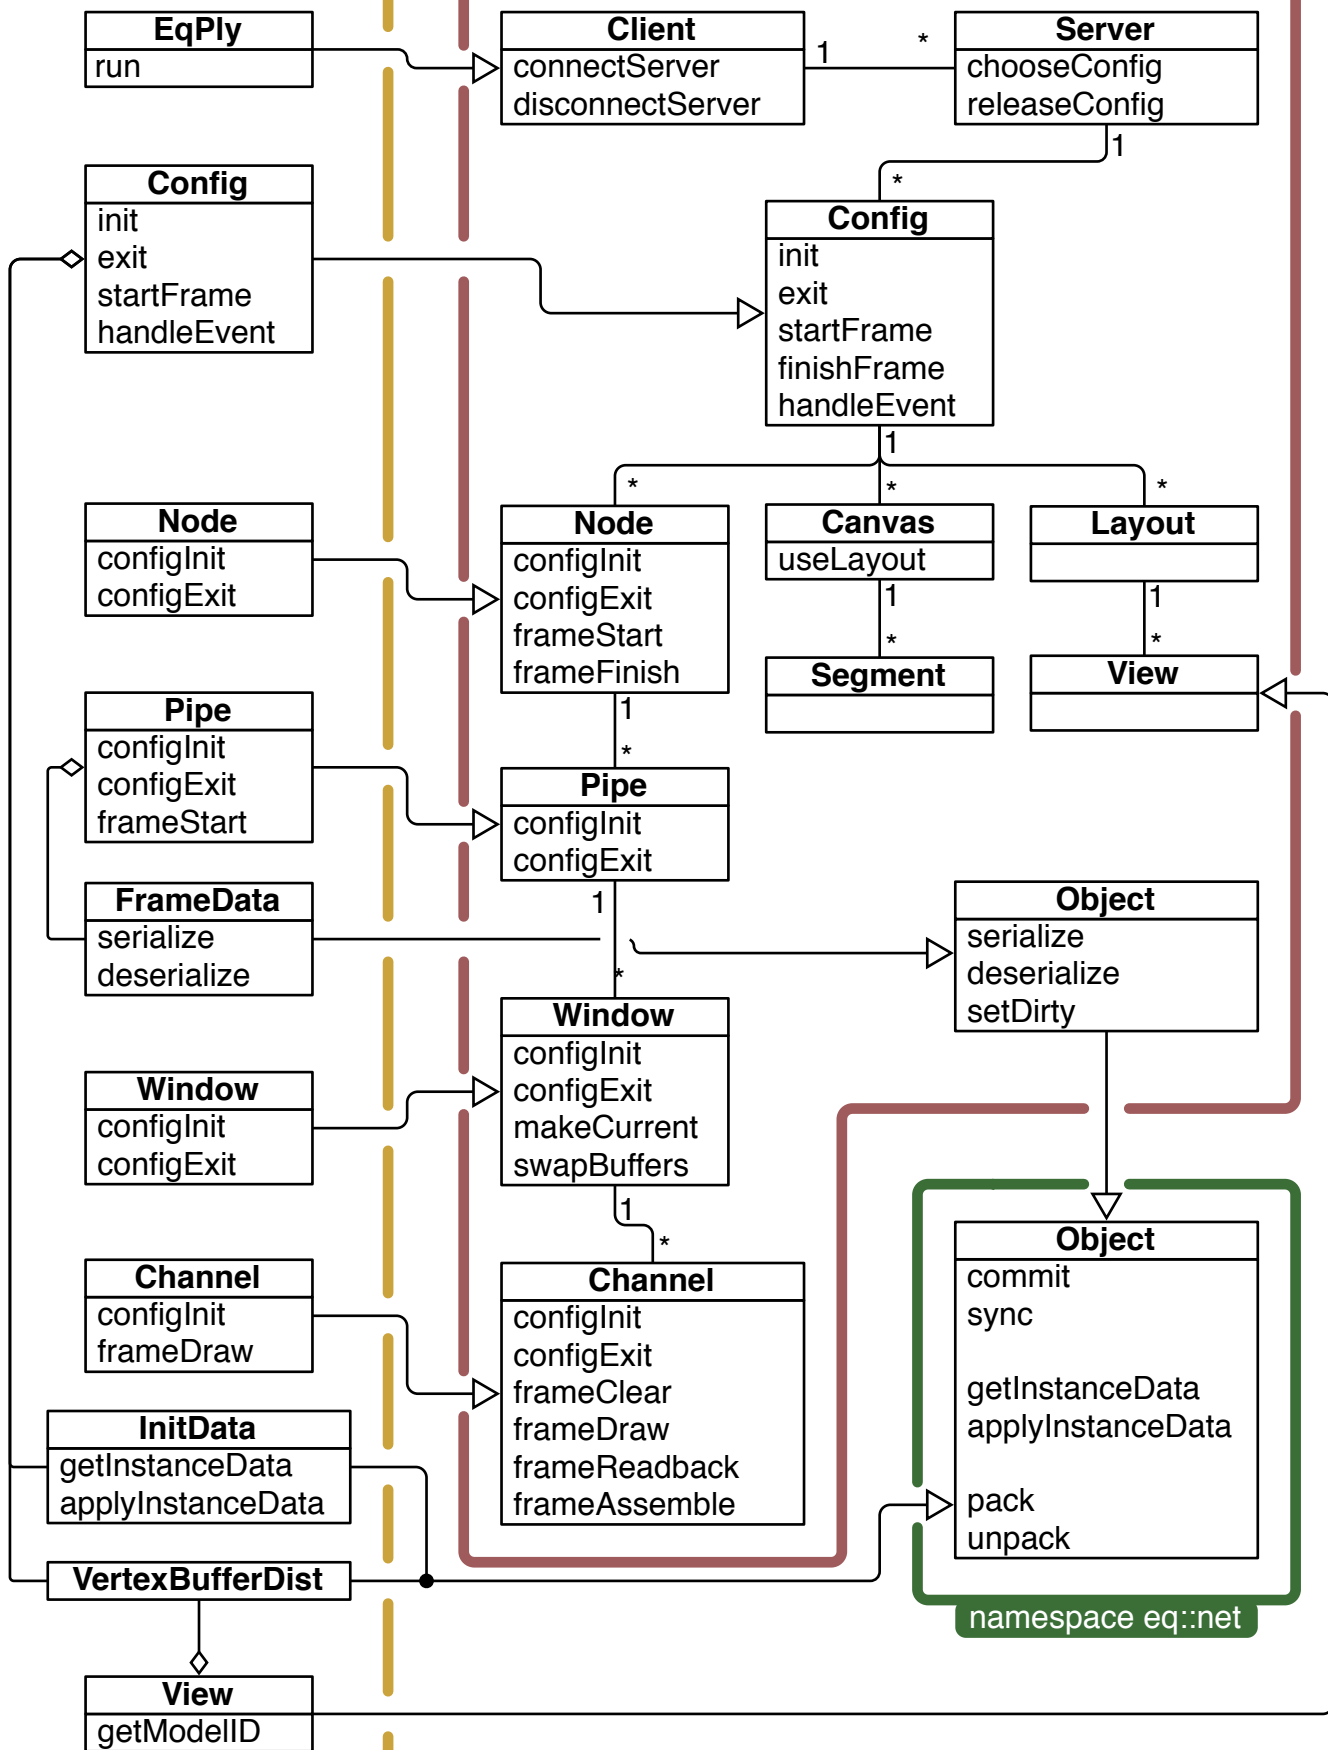 EqPly
run
Client
connectServer
disconnectServer
1
*
Server
chooseConfig
releaseConfig
1
*
Config
init
exit
startFrame
handleEvent
Config
init
exit
startFrame
finishFrame
handleEvent
1
*
*
*
Node
configInit
configExit
Node
configInit
configExit
frameStart
frameFinish
Canvas
useLayout
Layout
1
*
1
*
Segment
View
1
*
Pipe
configInit
configExit
frameStart
Pipe
configInit
configExit
1
*
FrameData
serialize
deserialize
Object
serialize
deserialize
setDirty
Window
configInit
configExit
Window
configInit
configExit
makeCurrent
swapBuffers
1
*
Channel
configInit
frameDraw
Channel
configInit
configExit
frameClear
frameDraw
frameReadback
frameAssemble
Object
commit
sync
getInstanceData
applyInstanceData
pack
unpack
InitData
getInstanceData
applyInstanceData
VertexBufferDist
namespace eq::net
View
getModelID